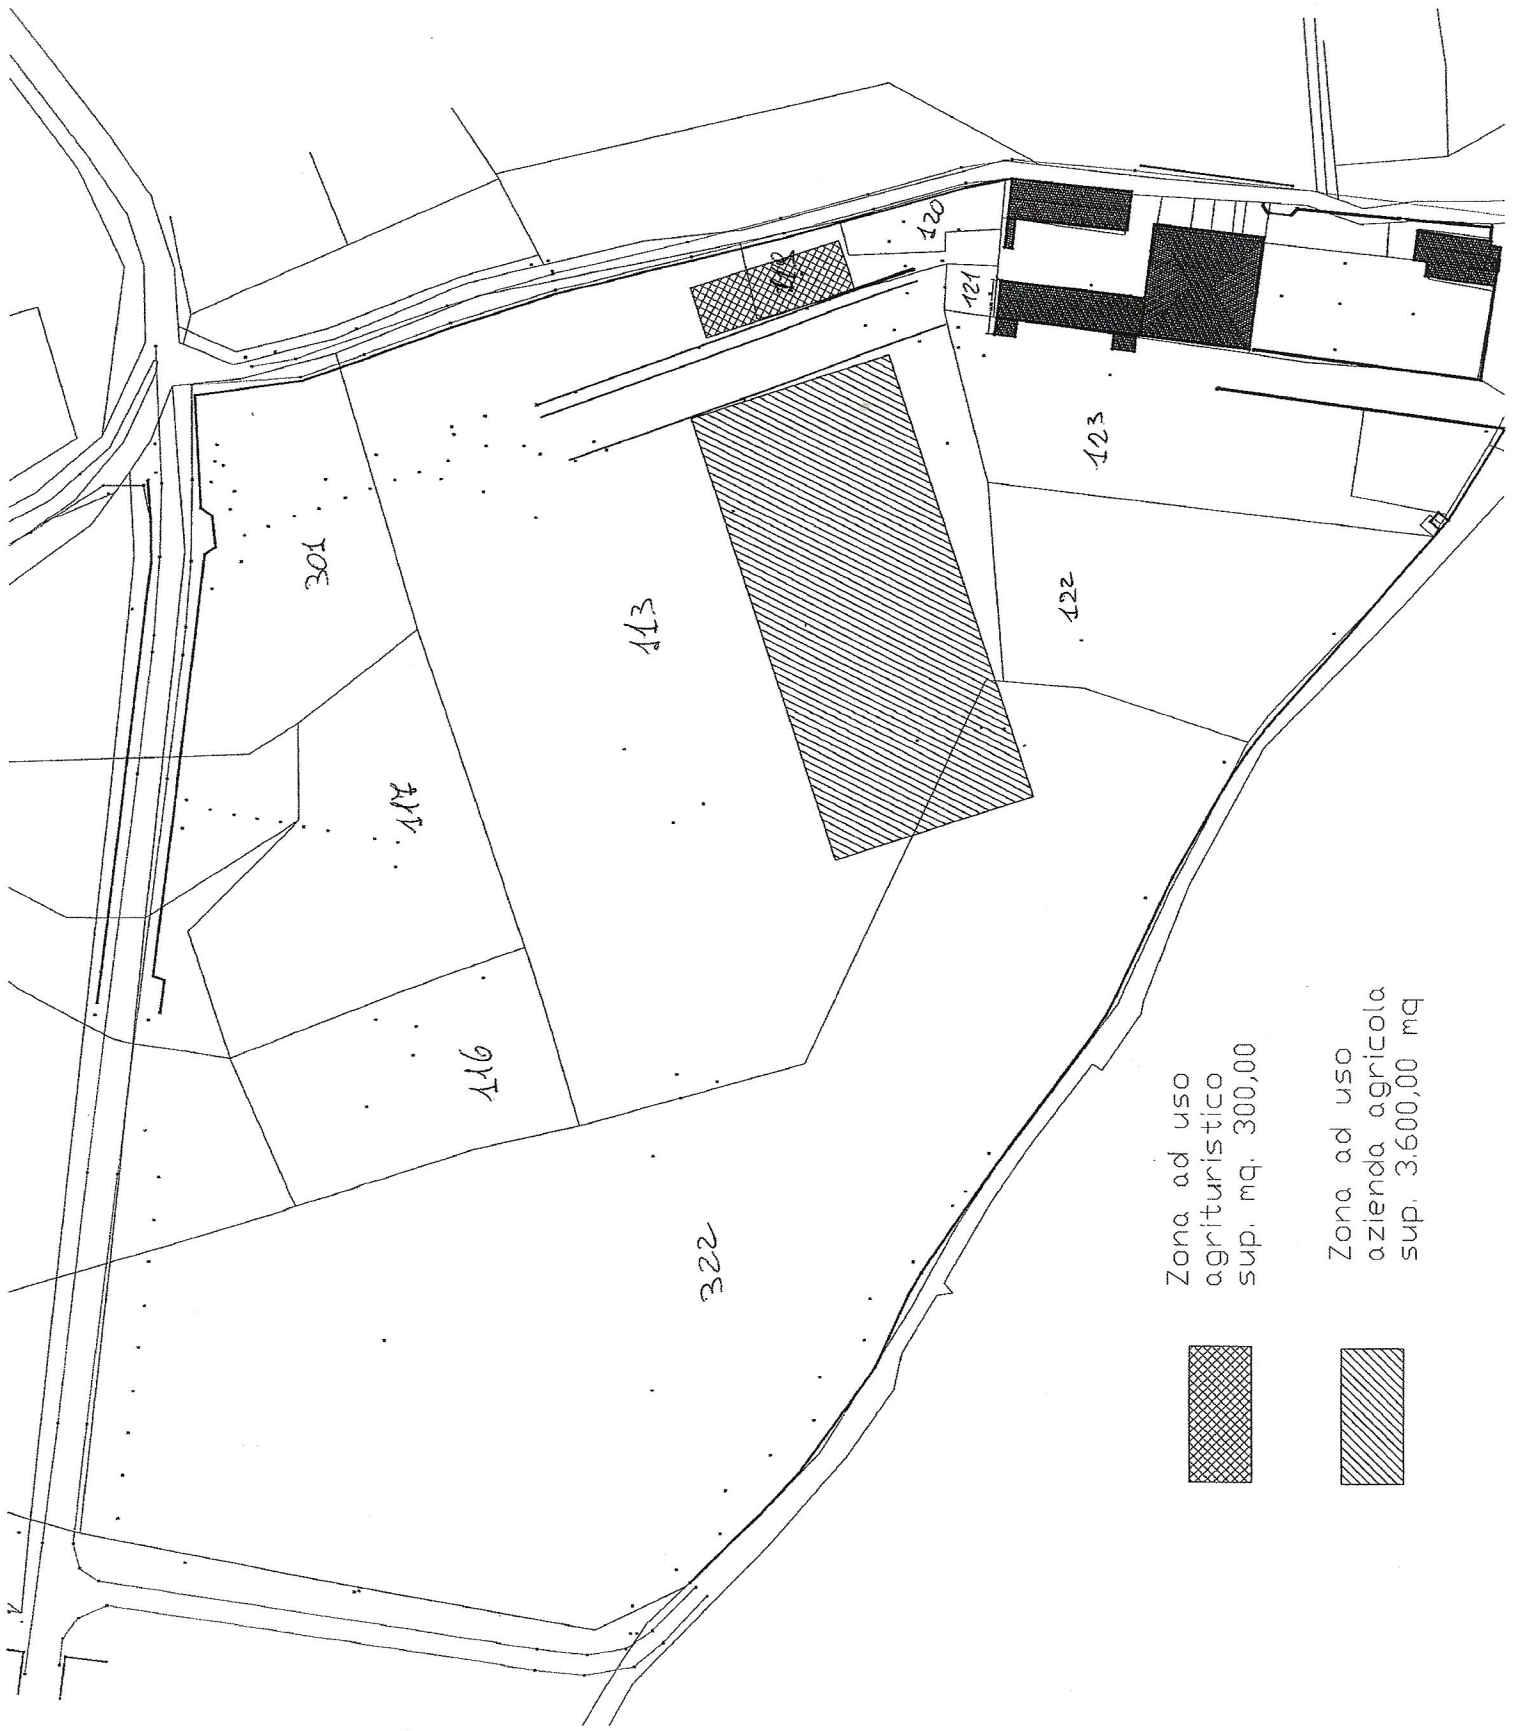 301
117
116
113
322
120
121
122
123
Zona ad uso
agrituristico
sup. mq. 300,00
Zona ad uso
azienda agricola
sup. 3.600,00 mq